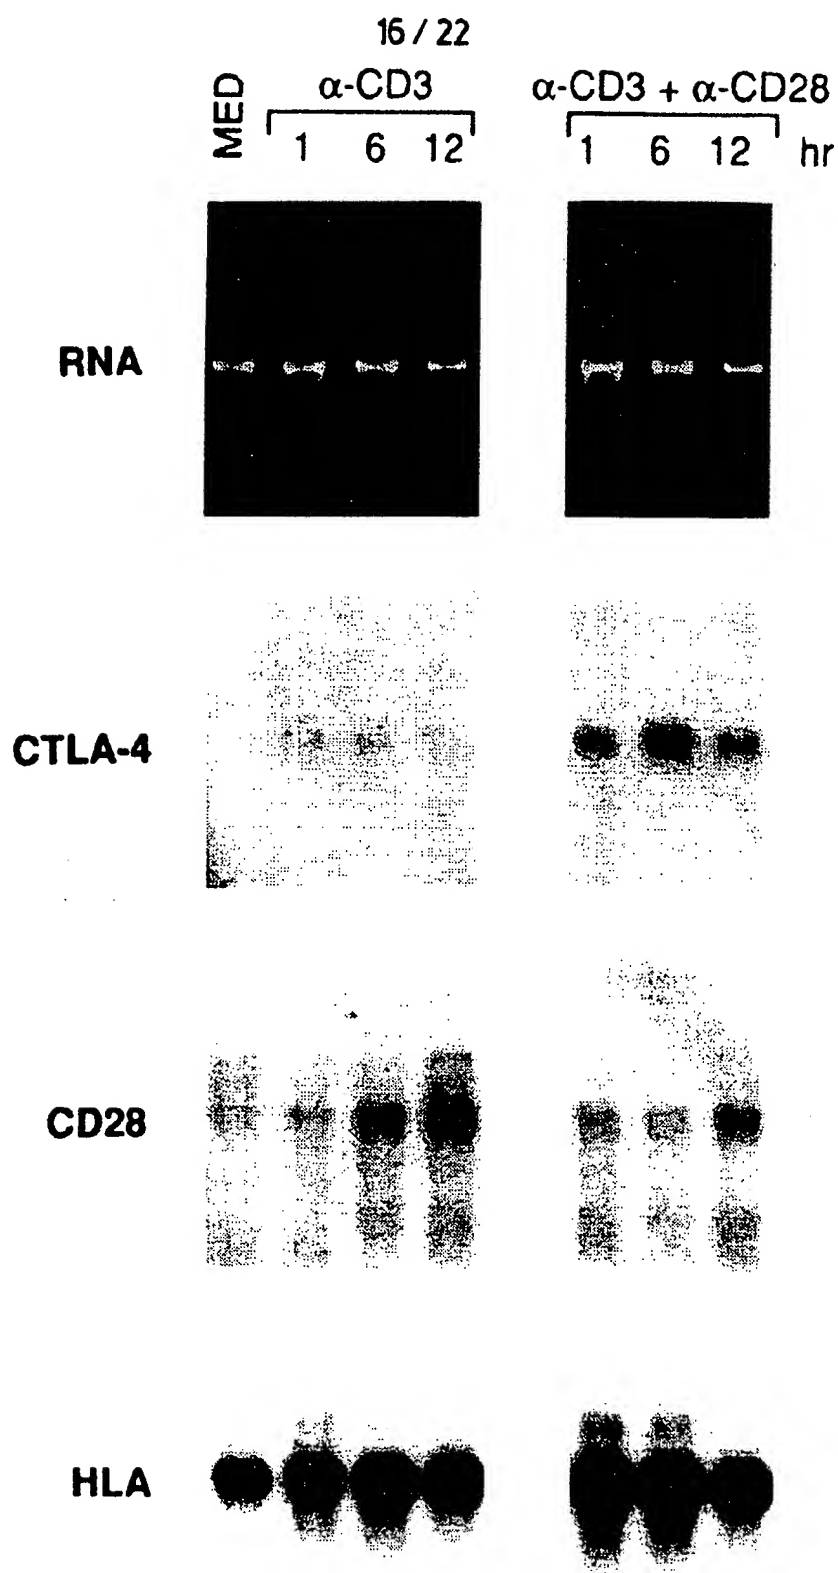 16 / 22
MED α-CD3 α-CD3 + α-CD28
1 6 12 1 6 12 hr
RNA
CTLA-4
CD28
HLA